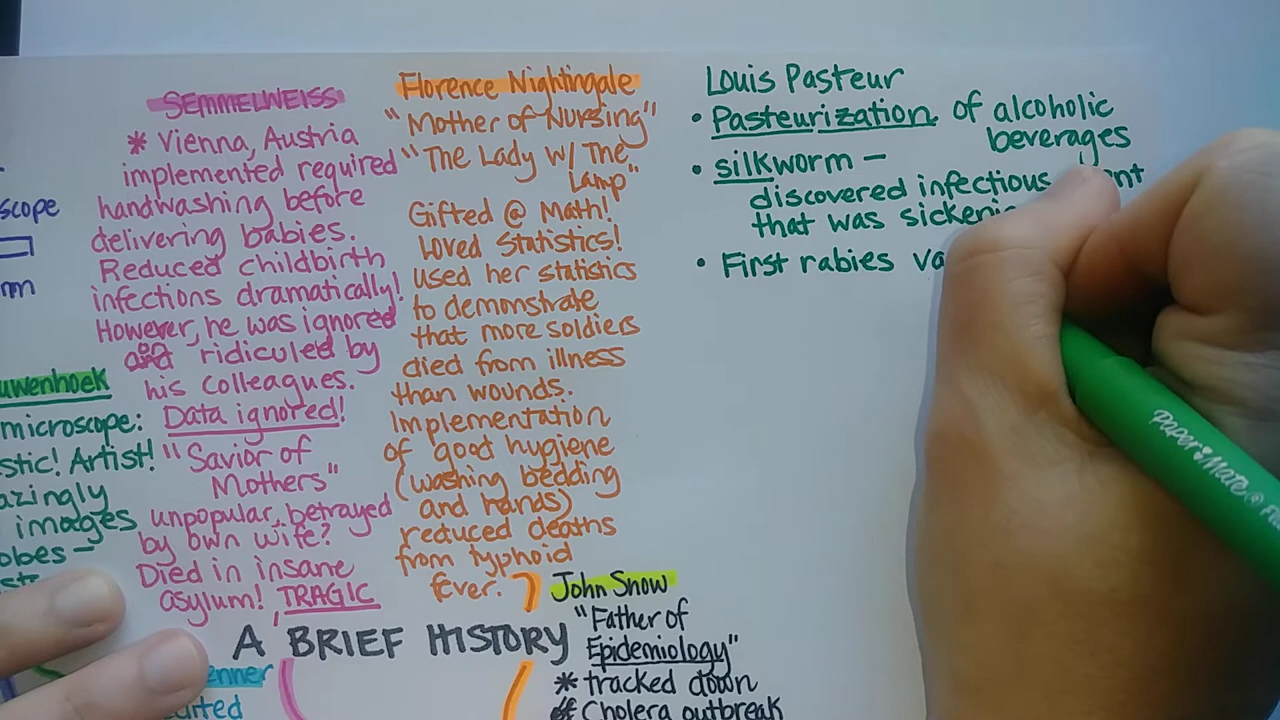 scope
rm
uwenhoek
microscope:
stic! Artist!
azingly
images
obes-
SEMMELWEISS
* Vienna, Austria
implemented required
handwashing before
delivering babies.
Reduced childbirth
infections dramatically!
However, he was ignored
and ridiculed by
his colleagues.
Data ignored!
"Savior of
Mothers"
unpopular, betrayed
by own wife?
Died in insane
asylum! TRAGIC
Florence Nightingale
"Mother of Nursing"
"The Lady w/ The
Lamp"
Gifted @ Math!
Loved Statistics!
Used her statistics
to demonstrate
that more soldiers
died from illness
than wounds.
Implementation
of good hygiene
(washing bedding
and hands)
reduced deaths
from typhoid
fever.
Louis Pasteur
• Pasteurization of alcoholic
beverages
• silkworm -
discovered infectious
that was sickenin
• First rabies va
John Snow
"Father of
Epidemiology"
* tracked down
Cholera outbreak
A BRIEF HISTORY
enner
Paper Mate